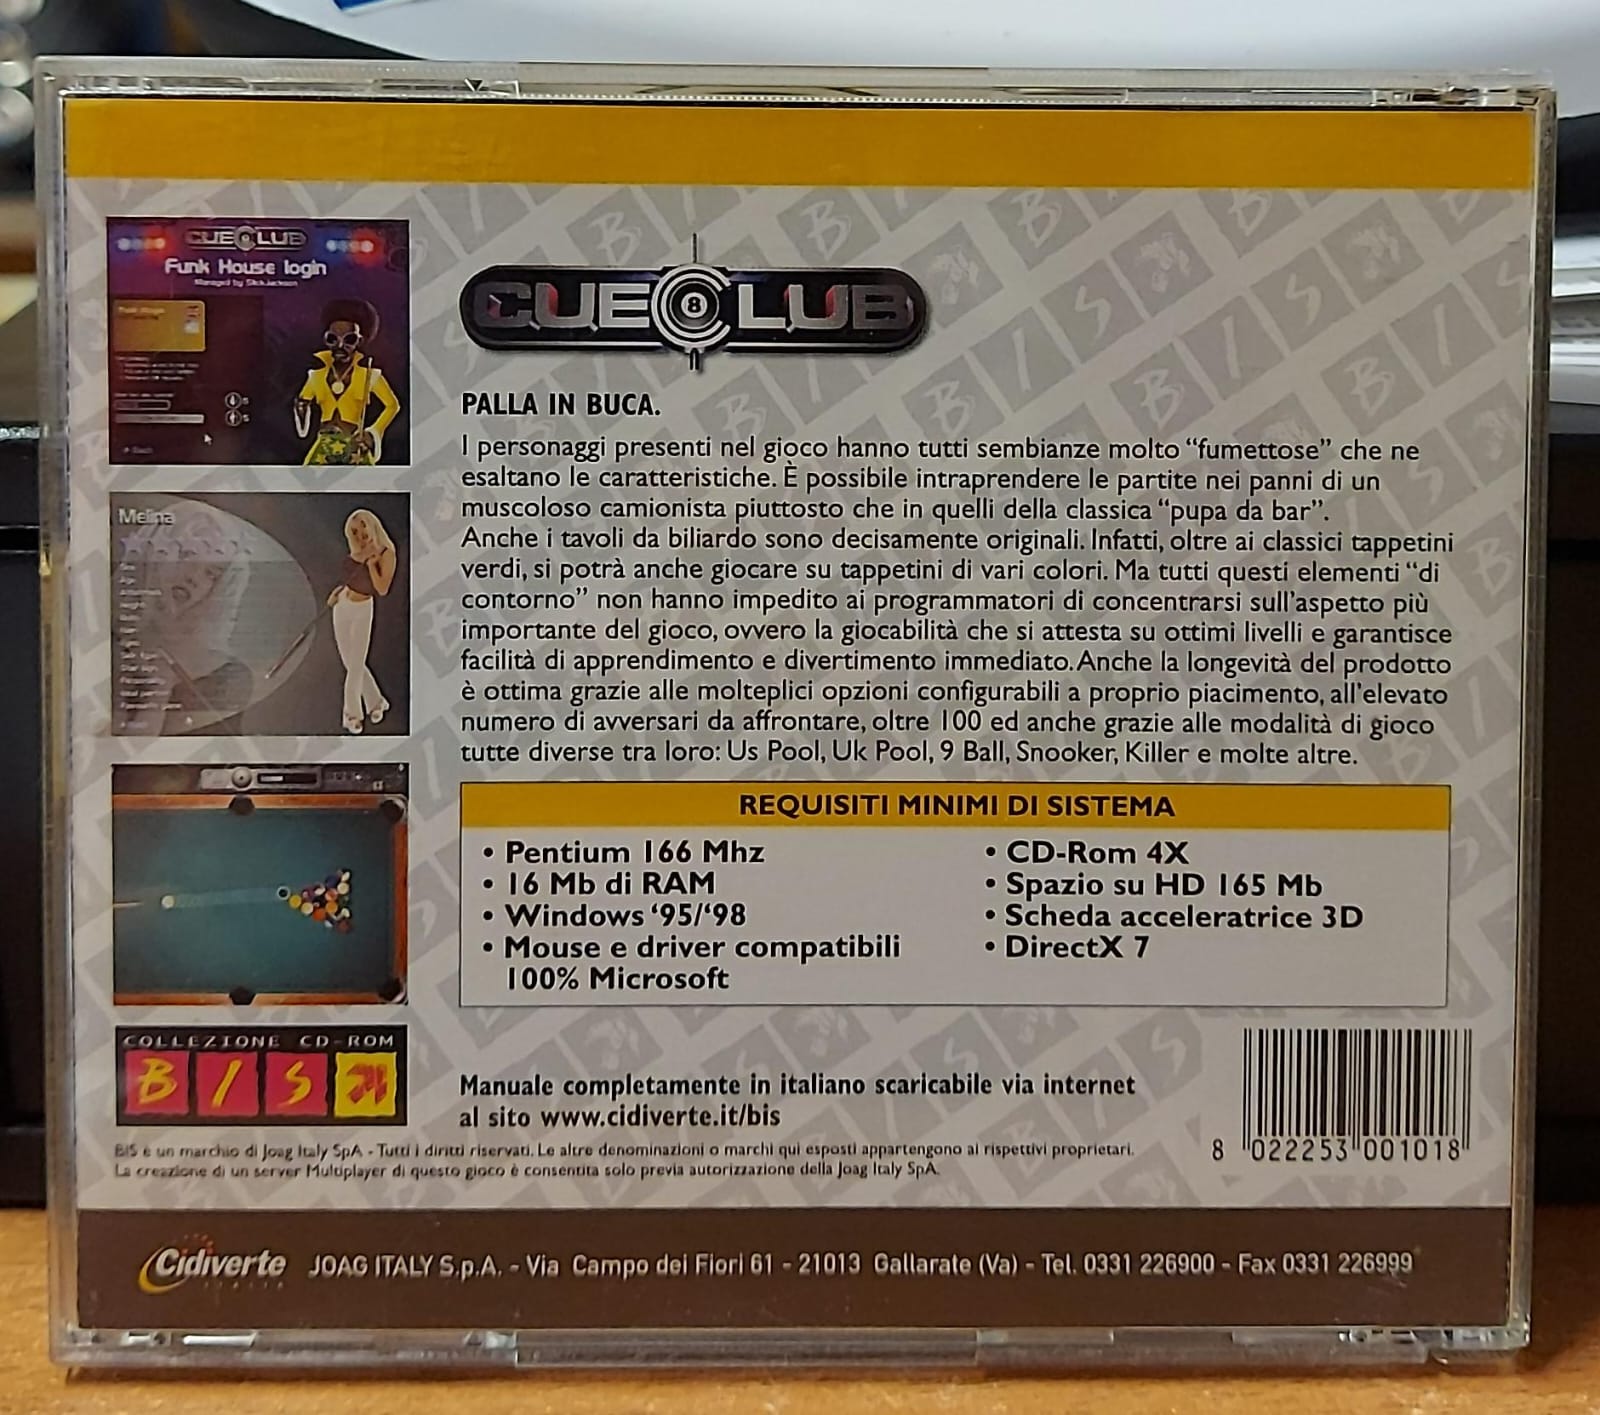 CUECLUB
Funk House login
Managed by Slick Jackson
Melina
CUE 8 LUB
PALLA IN BUCA.
I personaggi presenti nel gioco hanno tutti sembianze molto “fumettose” che ne
esaltano le caratteristiche. È possibile intraprendere le partite nei panni di un
muscoloso camionista piuttosto che in quelli della classica “pupa da bar”.
Anche i tavoli da biliardo sono decisamente originali. Infatti, oltre ai classici tappetini
verdi, si potrà anche giocare su tappetini di vari colori. Ma tutti questi elementi “di
contorno” non hanno impedito ai programmatori di concentrarsi sull'aspetto più
importante del gioco, ovvero la giocabilità che si attesta su ottimi livelli e garantisce
facilità di apprendimento e divertimento immediato. Anche la longevità del prodotto
è ottima grazie alle molteplici opzioni configurabili a proprio piacimento, all'elevato
numero di avversari da affrontare, oltre 100 ed anche grazie alle modalità di gioco
tutte diverse tra loro: Us Pool, Uk Pool, 9 Ball, Snooker, Killer e molte altre.
REQUISITI MINIMI DI SISTEMA
• Pentium 166 Mhz
• 16 Mb di RAM
• Windows ‘95/‘98
• Mouse e driver compatibili
100% Microsoft
• CD-Rom 4X
• Spazio su HD 165 Mb
• Scheda acceleratrice 3D
• DirectX 7
COLLEZIONE CD-ROM
BIS
Manuale completamente in italiano scaricabile via internet
al sito www.cidiverte.it/bis
BIS è un marchio di Joag Italy SpA - Tutti i diritti riservati. Le altre denominazioni o marchi qui esposti appartengono ai rispettivi proprietari.
La creazione di un server Multiplayer di questo gioco è consentita solo previa autorizzazione della Joag Italy SpA.
8 022253 001018
Cidiverte ITALIA JOAG ITALY S.p.A. - Via Campo dei Fiori 61 - 21013 Gallarate (Va) - Tel. 0331 226900 - Fax 0331 226999